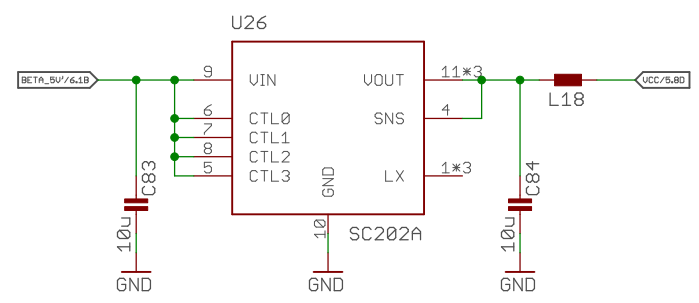 U26
BETA_5V'/6.1B
9 VIN VOUT 11*3
VCC/5.8D
L18
6 CTL0 SNS 4
7 CTL1
8 CTL2
5 CTL3 LX 1*3
GND
C83
10u
C84
10u
10
SC202A
GND GND GND